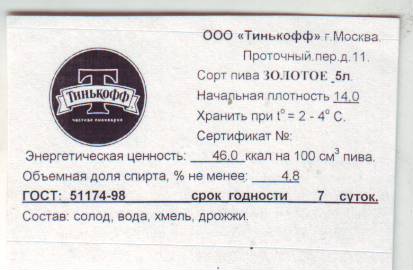 ООО «Тинькофф» г.Москва.
Проточный.пер.д.11.
Тинькофф
частная пивоварня
Сорт пива ЗОЛОТОЕ 5л.
Начальная плотность 14,0
Хранить при t° = 2 - 4° С.
Сертификат №:
Энергетическая ценность: 46,0 ккал на 100 см³ пива.
Объемная доля спирта, % не менее: 4,8
ГОСТ: 51174-98 срок годности 7 суток.
Состав: солод, вода, хмель, дрожжи.